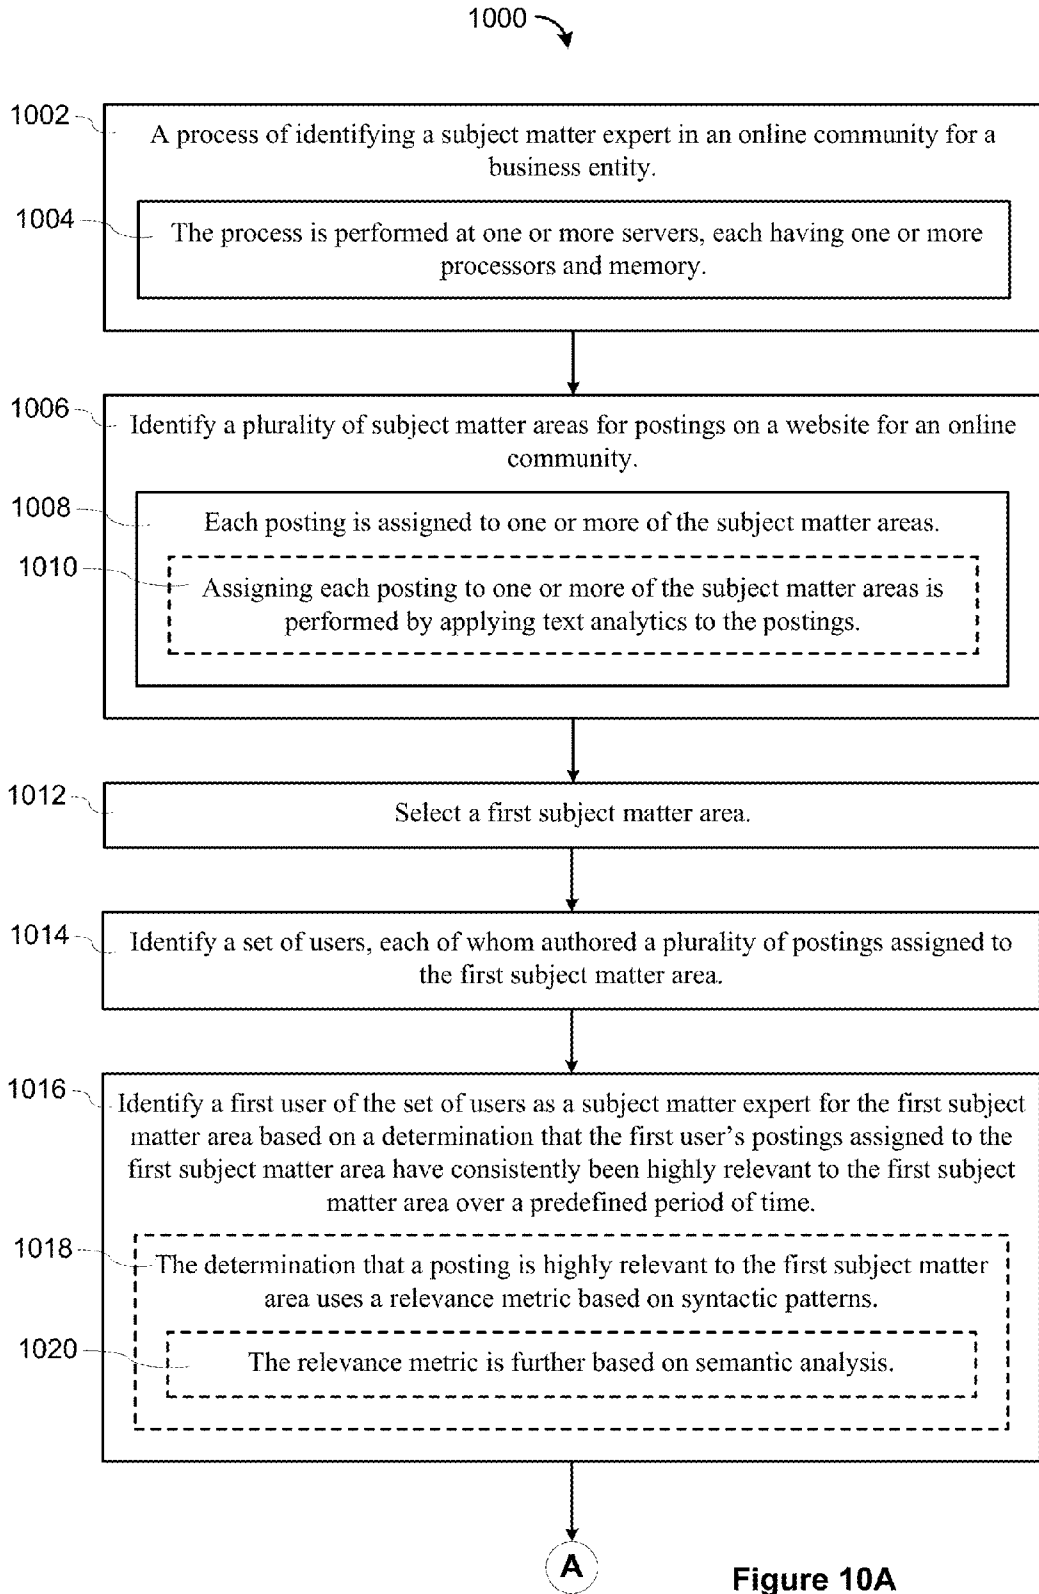 1000
1002
A process of identifying a subject matter expert in an online community for a
business entity.
1004
The process is performed at one or more servers, each having one or more
processors and memory.
1006
Identify a plurality of subject matter areas for postings on a website for an online
community.
1008
Each posting is assigned to one or more of the subject matter areas.
1010
Assigning each posting to one or more of the subject matter areas is
performed by applying text analytics to the postings.
1012
Select a first subject matter area.
1014
Identify a set of users, each of whom authored a plurality of postings assigned to
the first subject matter area.
1016
Identify a first user of the set of users as a subject matter expert for the first subject
matter area based on a determination that the first user's postings assigned to the
first subject matter area have consistently been highly relevant to the first subject
matter area over a predefined period of time.
1018
The determination that a posting is highly relevant to the first subject matter
area uses a relevance metric based on syntactic patterns.
1020
The relevance metric is further based on semantic analysis.
A
Figure 10A